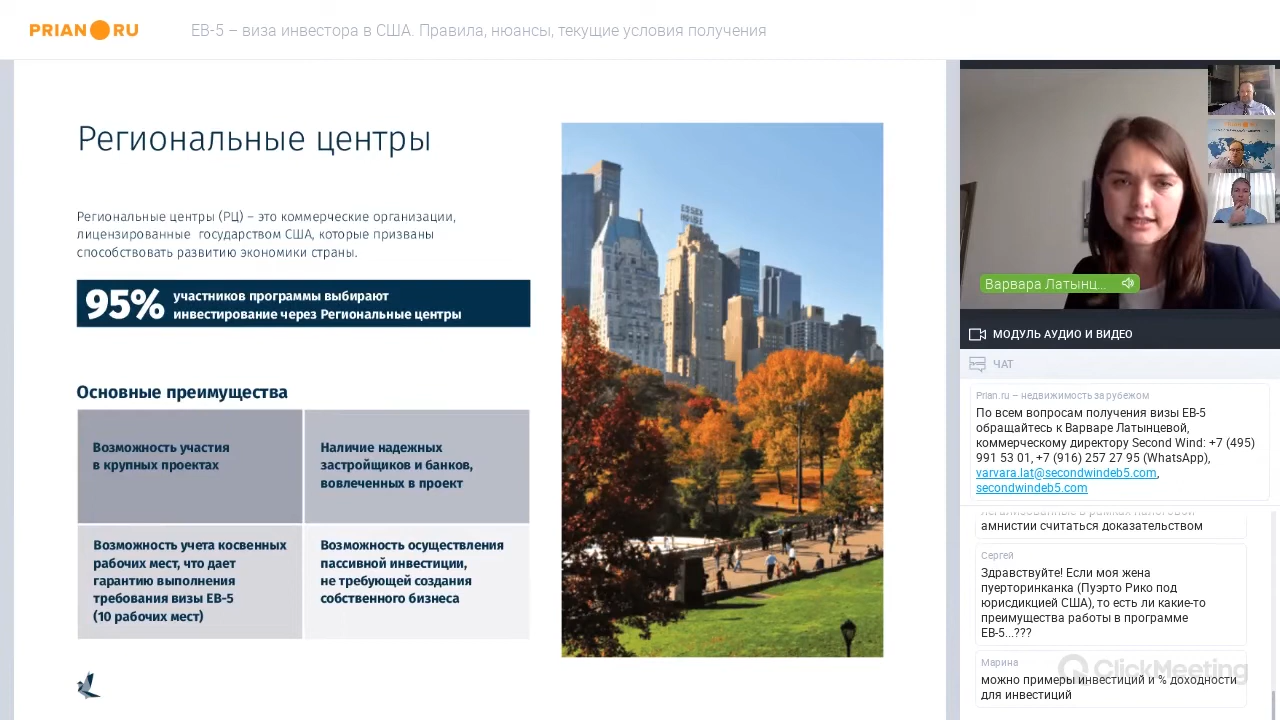 PRIAN RU
EB-5 – виза инвестора в США. Правила, нюансы, текущие условия получения
Региональные центры
Региональные центры (РЦ) – это коммерческие организации,
лицензированные государством США, которые призваны
способствовать развитию экономики страны.
95%
участников программы выбирают
инвестирование через Региональные центры
Основные преимущества
Возможность участия
в крупных проектах
Наличие надежных
застройщиков и банков,
вовлеченных в проект
Возможность учета косвенных
рабочих мест, что дает
гарантию выполнения
требования визы EB-5
(10 рабочих мест)
Возможность осуществления
пассивной инвестиции,
не требующей создания
собственного бизнеса
ESSEX
HOUSE
Варвара Латынц...
МОДУЛЬ АУДИО И ВИДЕО
ЧАТ
Prian.ru – недвижимость за рубежом
По всем вопросам получения визы ЕВ-5
обращайтесь к Варваре Латынцевой,
коммерческому директору Second Wind: +7 (495)
991 53 01, +7 (916) 257 27 95 (WhatsApp),
varvara.lat@secondwindeb5.com,
secondwindeb5.com
легализованные в рамках налоговой
амнистии считаться доказательством
Сергей
Здравствуйте! Если моя жена
пуерторинканка (Пуэрто Рико под
юрисдикцией США), то есть ли какие-то
преимущества работы в программе
ЕВ-5...???
Марина
можно примеры инвестиций и % доходности
для инвестиций
ClickMeeting